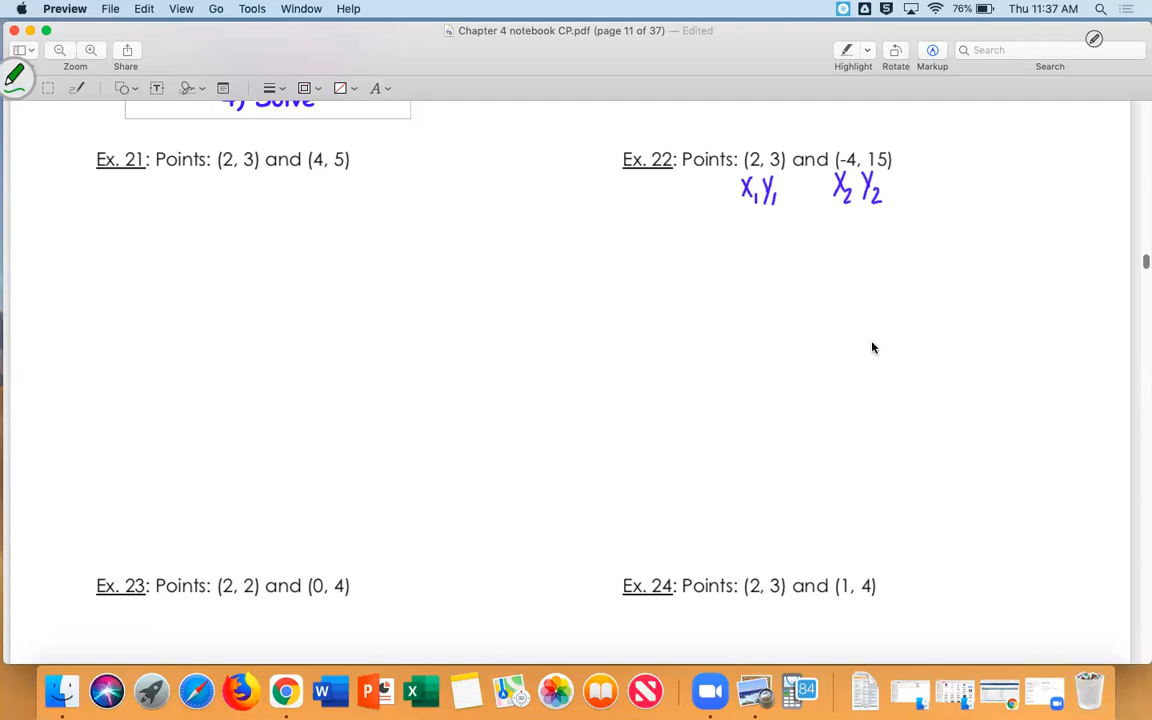 Preview File Edit View Go Tools Window Help 76% Thu 11:37 AM
Chapter 4 notebook CP.pdf (page 11 of 37) — Edited
Zoom Share Highlight Rotate Markup Search
Search
4) Solve
Ex. 21: Points: (2, 3) and (4, 5)
Ex. 22: Points: (2, 3) and (-4, 15)
X₁ y₁ X₂ y₂
Ex. 23: Points: (2, 2) and (0, 4)
Ex. 24: Points: (2, 3) and (1, 4)
84